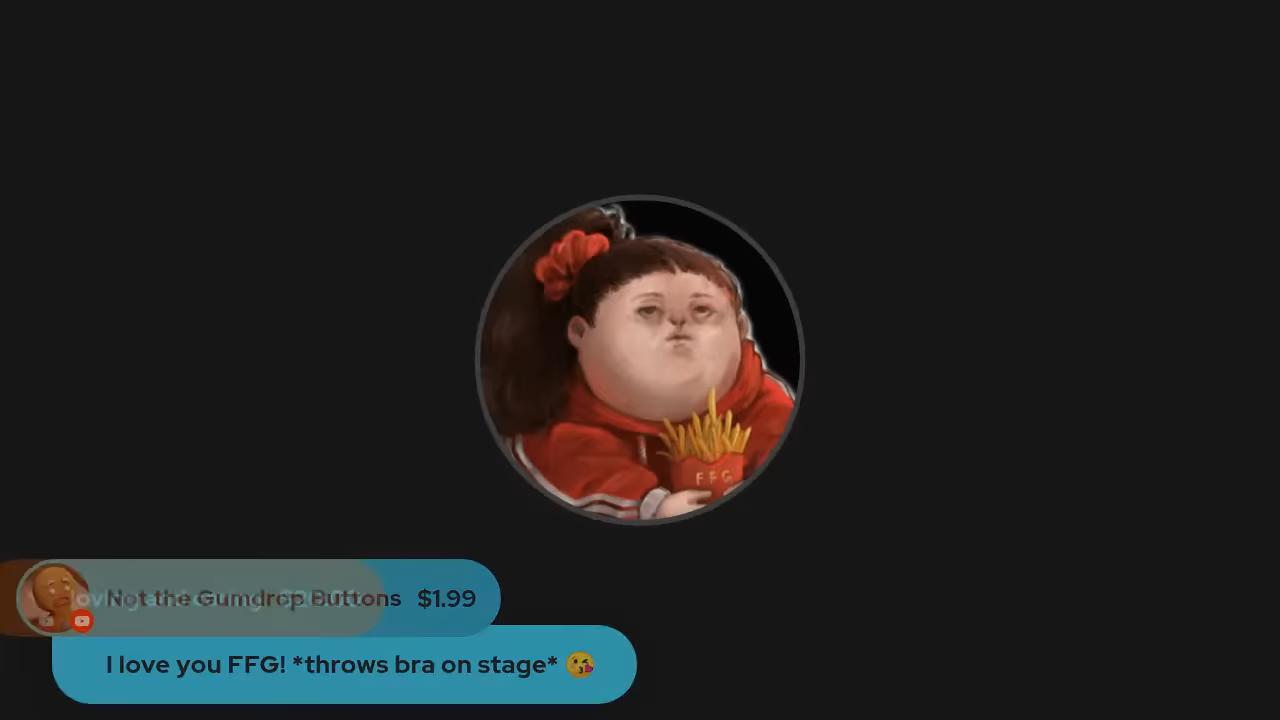 FFG
Not the Gumdrop Buttons $1.99
I love you FFG! *throws bra on stage* 😘